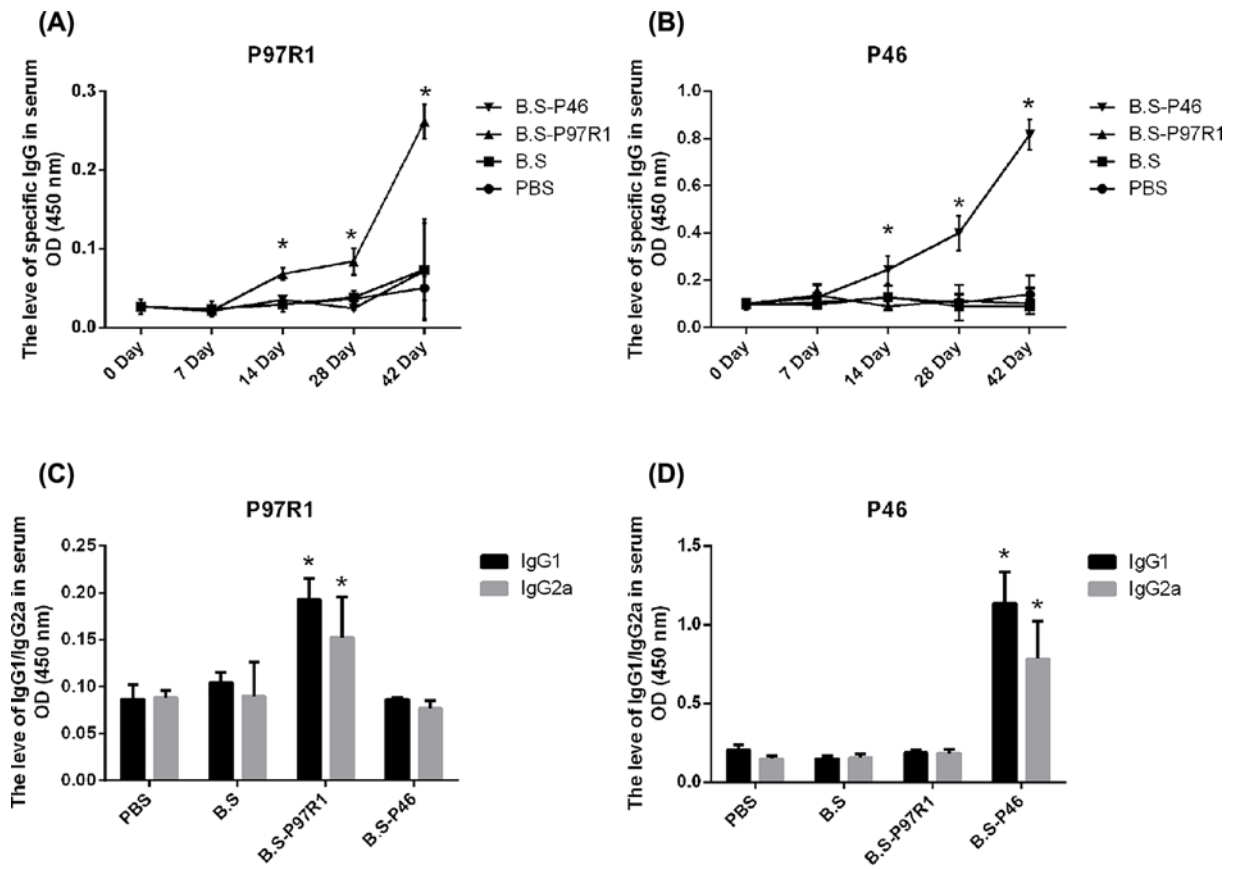 (A)
P97R1
The leve of specific IgG in serum
OD (450 nm)
0.3
0.2
0.1
0.0
0 Day
7 Day
14 Day
28 Day
42 Day
*
*
*
B.S-P46
B.S-P97R1
B.S
PBS
(B)
P46
The leve of specific IgG in serum
OD (450 nm)
1.0
0.8
0.6
0.4
0.2
0.0
0 Day
7 Day
14 Day
28 Day
42 Day
*
*
*
B.S-P46
B.S-P97R1
B.S
PBS
(C)
P97R1
The leve of IgG1/IgG2a in serum
OD (450 nm)
0.25
0.20
0.15
0.10
0.05
0.00
PBS
B.S
B.S-P97R1
B.S-P46
*
*
IgG1
IgG2a
(D)
P46
The leve of IgG1/IgG2a in serum
OD (450 nm)
1.5
1.0
0.5
0.0
PBS
B.S
B.S-P97R1
B.S-P46
*
*
IgG1
IgG2a